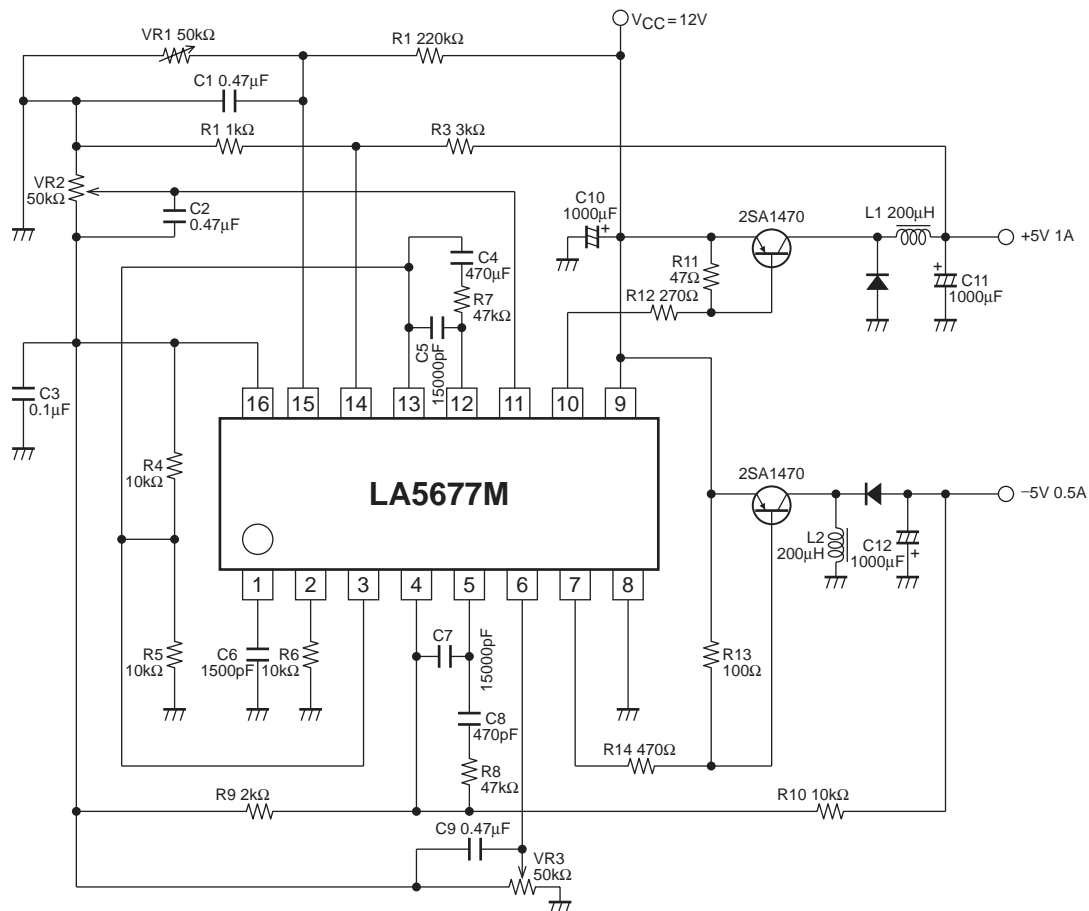 VCC=12V
VR1 50kΩ
R1 220kΩ
C1 0.47μF
R1 1kΩ
R3 3kΩ
VR2
50kΩ
C2
0.47μF
C10
1000μF
+
2SA1470
L1 200μH
+5V 1A
C4
470μF
R7
47kΩ
R11
47Ω
R12 270Ω
+
C11
1000μF
C5
15000pF
C3
0.1μF
16
15
14
13
12
11
10
9
R4
10kΩ
LA5677M
2SA1470
−5V 0.5A
L2
200μH
C12
1000μF
+
1
2
3
4
5
6
7
8
R5
10kΩ
C6
1500pF
R6
10kΩ
C7
15000pF
R13
100Ω
C8
470pF
R14 470Ω
R8
47kΩ
R9 2kΩ
R10 10kΩ
C9 0.47μF
VR3
50kΩ